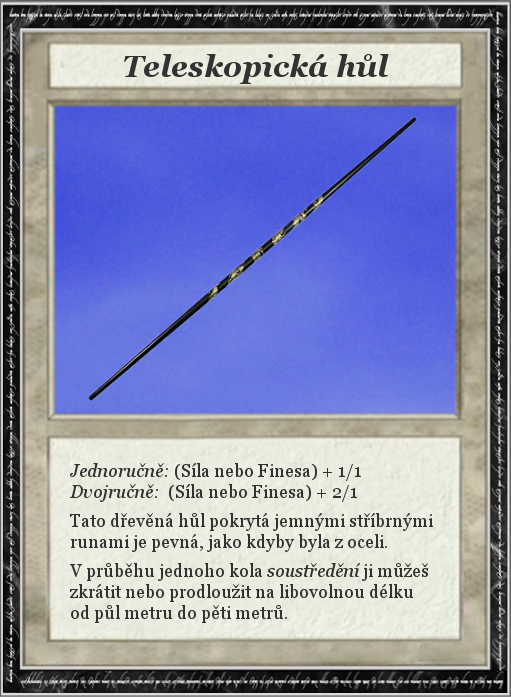 Teleskopická hůl
Jednoručně: (Síla nebo Finesa) + 1/1
Dvojručně: (Síla nebo Finesa) + 2/1
Tato dřevěná hůl pokrytá jemnými stříbrnými
runami je pevná, jako kdyby byla z oceli.
V průběhu jednoho kola soustředění ji můžeš
zkrátit nebo prodloužit na libovolnou délku
od půl metru do pěti metrů.